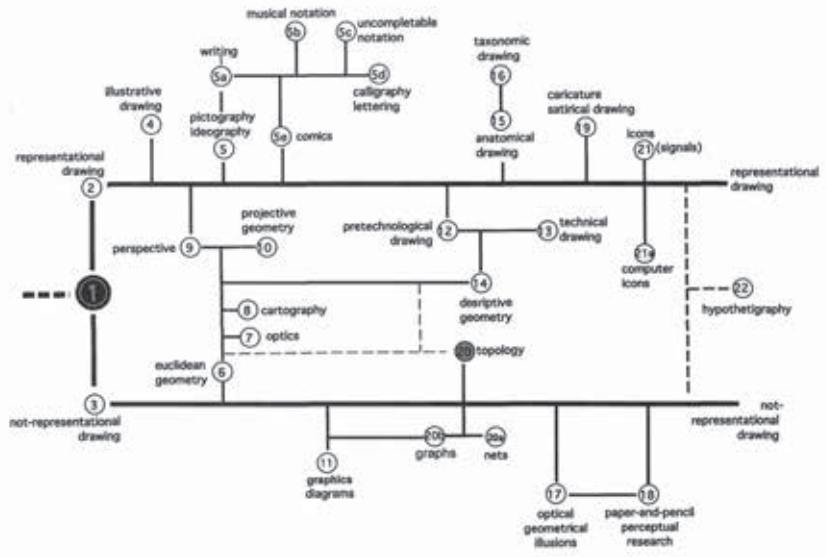 musical notation
5b
5c
uncompletable
notation
writing
5a
5d
calligraphy
lettering
taxonomic
drawing
16
illustrative
drawing
4
pictography
ideography
5
5e
comics
15
anatomical
drawing
caricature
satirical drawing
19
icons
21
(signals)
representational
drawing
2
representational
drawing
perspective
9
projective
geometry
10
pretechnological
drawing
12
13
technical
drawing
21a
computer
icons
1
14
desriptive
geometry
22
hypothetigraphy
8
cartography
7
optics
20
topology
euclidean
geometry
6
3
not-representational
drawing
not-
representational
drawing
11
graphics
diagrams
20b
graphs
20a
nets
17
optical
geometrical
illusions
18
paper-and-pencil
perceptual
research